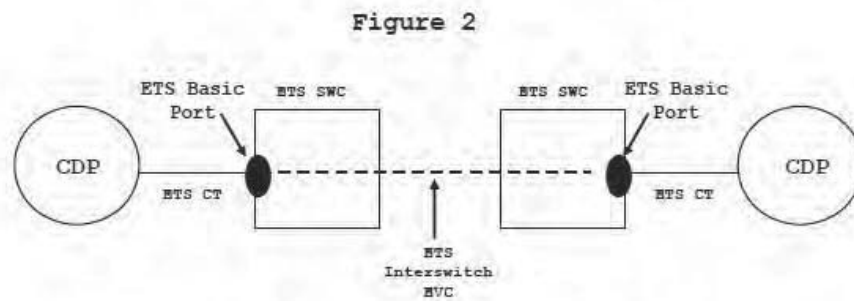 Figure 2
ETS Basic
Port
ETS SWC
ETS SWC
ETS Basic
Port
CDP
ETS CT
ETS CT
CDP
ETS
Interswitch
EVC